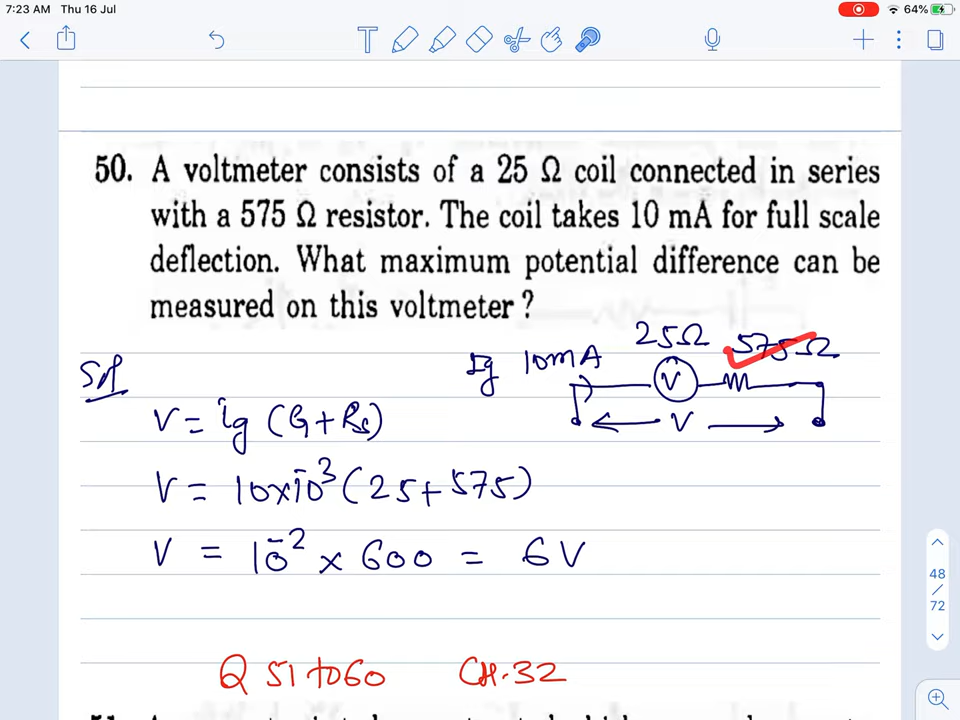 7:23 AM Thu 16 Jul
64%
T
50. A voltmeter consists of a 25 Ω coil connected in series
with a 575 Ω resistor. The coil takes 10 mA for full scale
deflection. What maximum potential difference can be
measured on this voltmeter ?
25Ω 575Ω
Ig 10mA
V
V
Sol
V = ig (G+Rs)
V = 10×10⁻³ (25+575)
V = 10⁻² × 600 = 6V
48
/
72
Q 51 to 60 CH.32